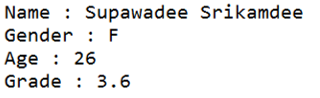 Name : Supawadee Srikamdee
Gender : F
Age : 26
Grade : 3.6